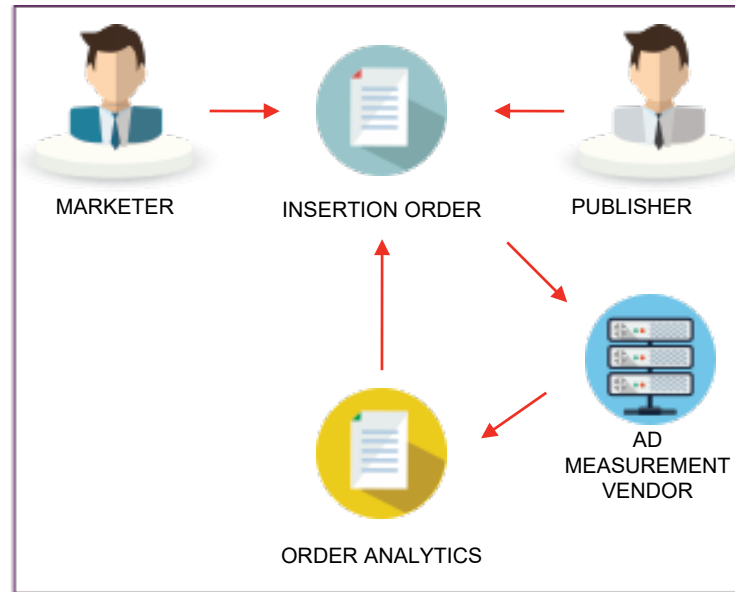 MARKETER
INSERTION ORDER
PUBLISHER
AD
MEASUREMENT
VENDOR
ORDER ANALYTICS